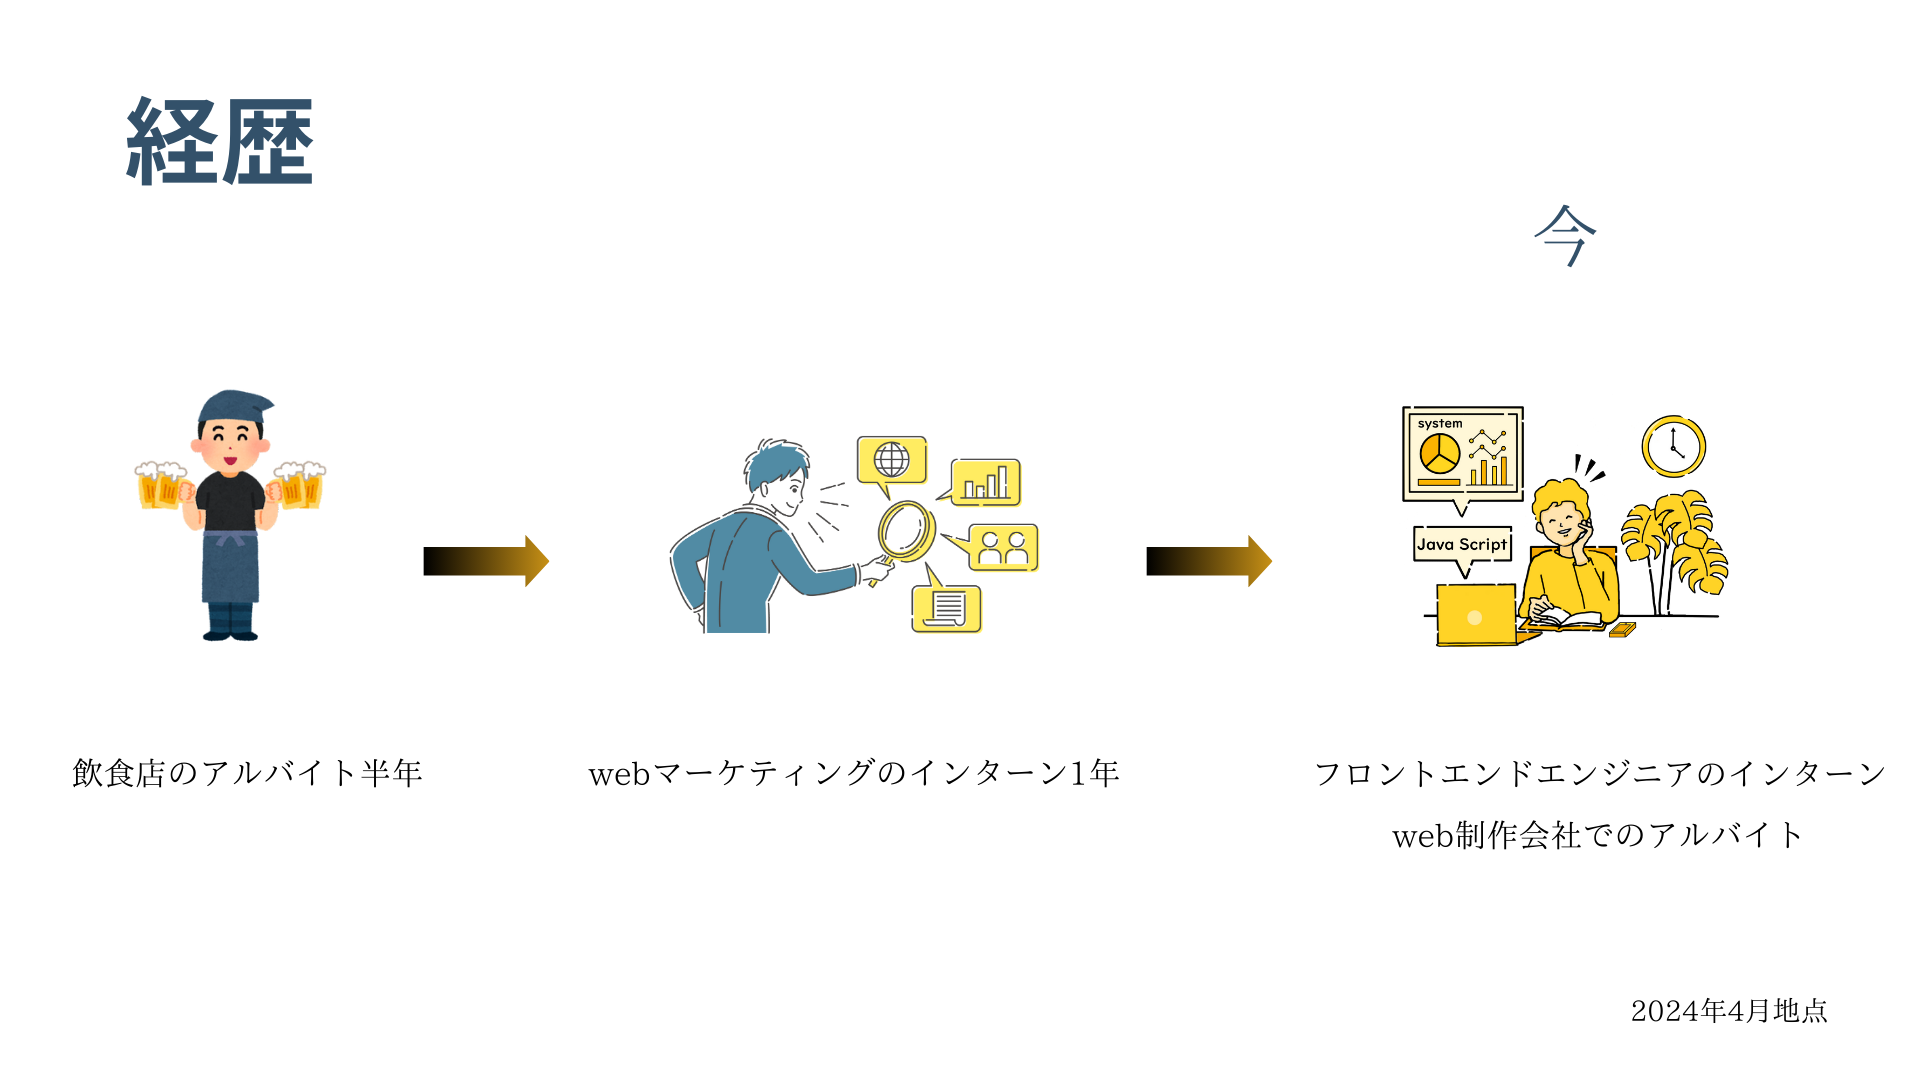 経歴
今
system
Java Script
飲食店のアルバイト半年
webマーケティングのインターン1年
フロントエンドエンジニアのインターン
web制作会社でのアルバイト
2024年4月地点